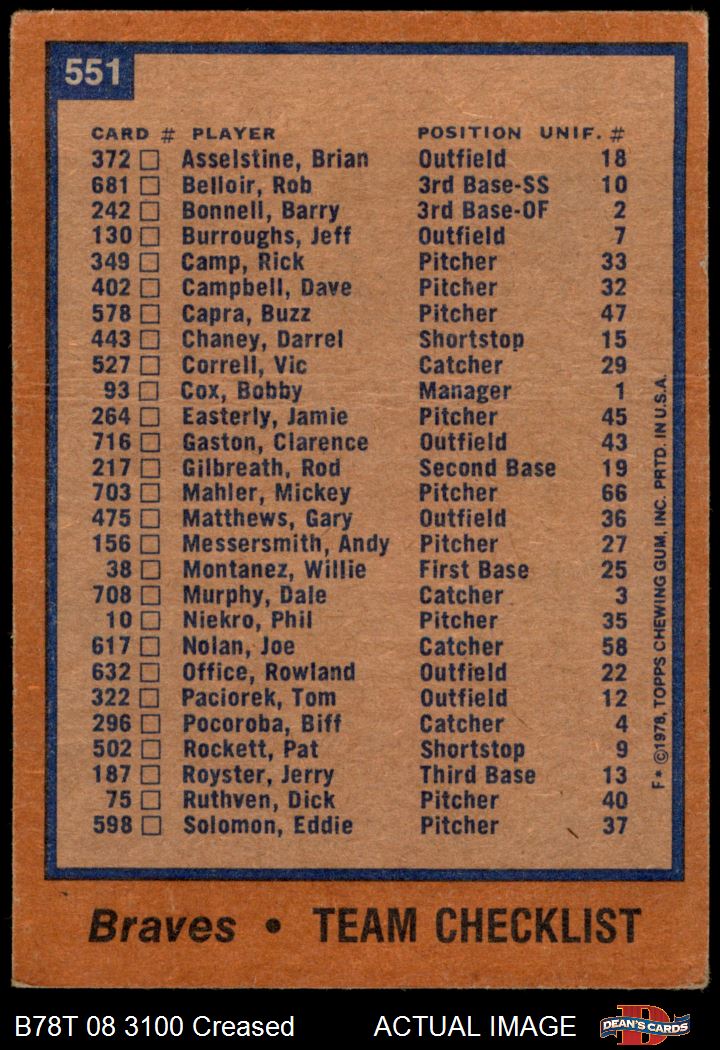 551
CARD # PLAYER POSITION UNIF. #
372 □ Asselstine, Brian Outfield 18
681 □ Belloir, Rob 3rd Base-SS 10
242 □ Bonnell, Barry 3rd Base-OF 2
130 □ Burroughs, Jeff Outfield 7
349 □ Camp, Rick Pitcher 33
402 □ Campbell, Dave Pitcher 32
578 □ Capra, Buzz Pitcher 47
443 □ Chaney, Darrel Shortstop 15
527 □ Correll, Vic Catcher 29
93 □ Cox, Bobby Manager 1
264 □ Easterly, Jamie Pitcher 45
716 □ Gaston, Clarence Outfield 43
217 □ Gilbreath, Rod Second Base 19
703 □ Mahler, Mickey Pitcher 66
475 □ Matthews, Gary Outfield 36
156 □ Messersmith, Andy Pitcher 27
38 □ Montanez, Willie First Base 25
708 □ Murphy, Dale Catcher 3
10 □ Niekro, Phil Pitcher 35
617 □ Nolan, Joe Catcher 58
632 □ Office, Rowland Outfield 22
322 □ Paciorek, Tom Outfield 12
296 □ Pocoroba, Biff Catcher 4
502 □ Rockett, Pat Shortstop 9
187 □ Royster, Jerry Third Base 13
75 □ Ruthven, Dick Pitcher 40
598 □ Solomon, Eddie Pitcher 37
F* ©1978, TOPPS CHEWING GUM, INC. PRTD. IN U.S.A.
Braves • TEAM CHECKLIST
B78T 08 3100 Creased ACTUAL IMAGE
D
DEAN'S CARDS